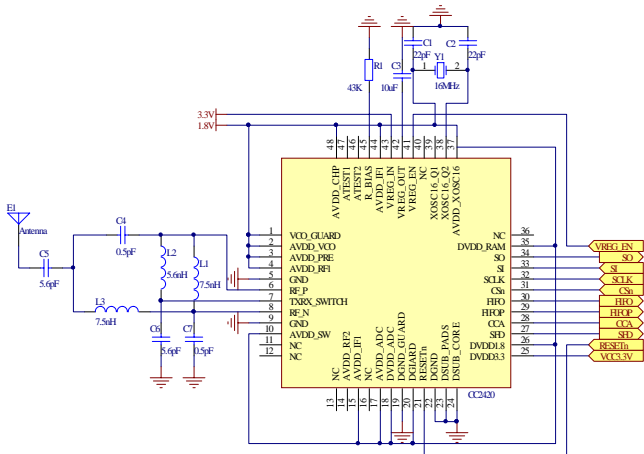 C1
22pF
C2
22pF
R1
43K
C3
10uF
Y1
1 2
16MHz
3.3V
1.8V
48 47 46 45 44 43 42 41 40 39 38 37
AVDD_CHP
ATEST1
ATEST2
R_BIAS
AVDD_IF1
VREG_IN
VREG_OUT
VREG_EN
NC
XOSC16_Q1
XOSC16_Q2
AVDD_XOSC16
E1
Antenna
C4
0.5pF
C5
5.6pF
L2
5.6nH
L1
7.5nH
L3
7.5nH
C6
5.6pF
C7
0.5pF
1 VCO_GUARD
2 AVDD_VCO
3 AVDD_PRE
4 AVDD_RF1
5 GND
6 RF_P
7 TXRX_SWITCH
8 RF_N
9 GND
10 AVDD_SW
11 NC
12 NC
NC 36
DVDD_RAM 35
SO 34
SI 33
SCLK 32
CSn 31
FIFO 30
FIFOP 29
CCA 28
SFD 27
DVDD1.8 26
DVDD3.3 25
VREG_EN
SO
SI
SCLK
CSn
FIFO
FIFOP
CCA
SFD
RESETn
VCC3.3V
NC
AVDD_RF2
AVDD_IF1
NC
AVDD_ADC
DVDD_ADC
DGND_GUARD
DGIARD
RESETn
DGND
DSUB_PADS
DSUB_CORE
13 14 15 16 17 18 19 20 21 22 23 24
CC2420